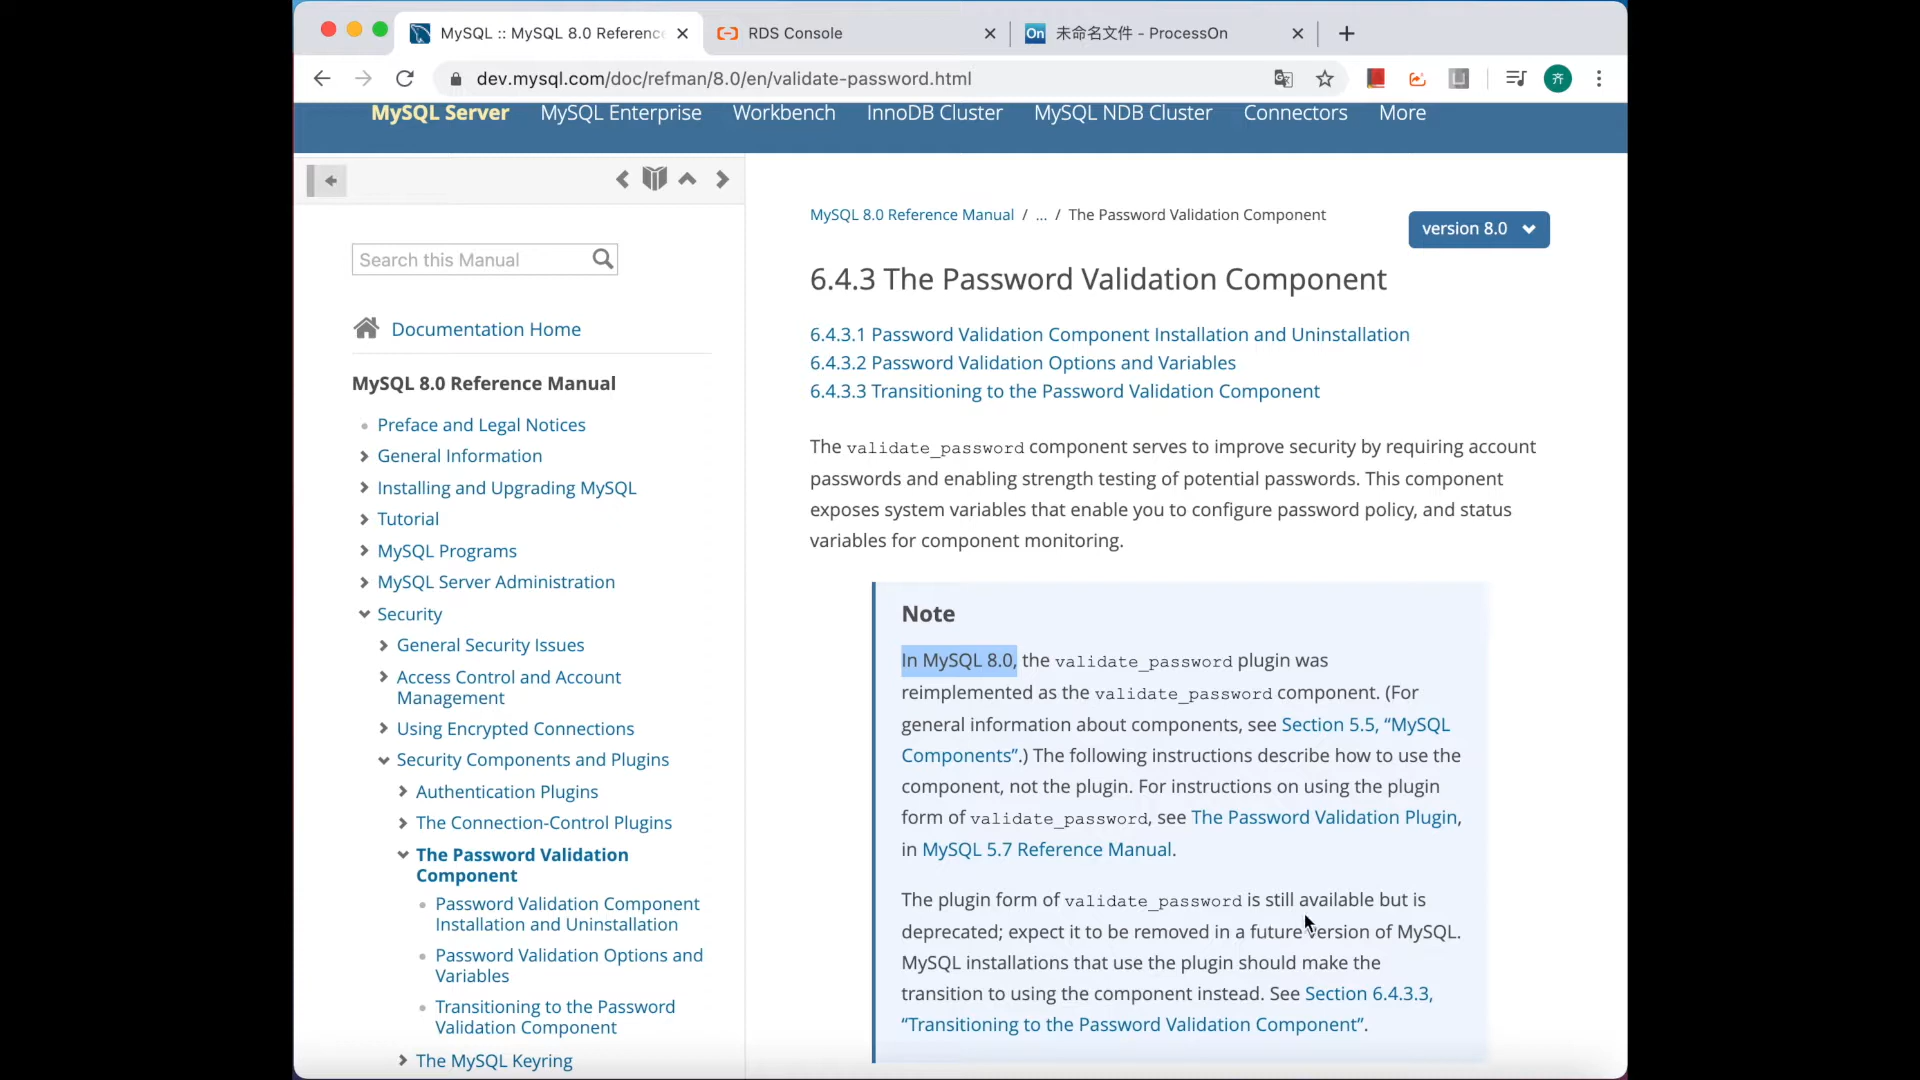 MySQL :: MySQL 8.0 Reference
RDS Console
On
未命名文件 - ProcessOn
dev.mysql.com/doc/refman/8.0/en/validate-password.html
齐
MySQL Server
MySQL Enterprise
Workbench
InnoDB Cluster
MySQL NDB Cluster
Connectors
More
Search this Manual
Documentation Home
MySQL 8.0 Reference Manual
Preface and Legal Notices
General Information
Installing and Upgrading MySQL
Tutorial
MySQL Programs
MySQL Server Administration
Security
General Security Issues
Access Control and Account
Management
Using Encrypted Connections
Security Components and Plugins
Authentication Plugins
The Connection-Control Plugins
The Password Validation
Component
Password Validation Component
Installation and Uninstallation
Password Validation Options and
Variables
Transitioning to the Password
Validation Component
The MySQL Keyring
MySQL 8.0 Reference Manual / ... / The Password Validation Component
version 8.0
6.4.3 The Password Validation Component
6.4.3.1 Password Validation Component Installation and Uninstallation
6.4.3.2 Password Validation Options and Variables
6.4.3.3 Transitioning to the Password Validation Component
The validate_password component serves to improve security by requiring account
passwords and enabling strength testing of potential passwords. This component
exposes system variables that enable you to configure password policy, and status
variables for component monitoring.
Note
In MySQL 8.0, the validate_password plugin was
reimplemented as the validate_password component. (For
general information about components, see Section 5.5, “MySQL
Components”.) The following instructions describe how to use the
component, not the plugin. For instructions on using the plugin
form of validate_password, see The Password Validation Plugin,
in MySQL 5.7 Reference Manual.
The plugin form of validate_password is still available but is
deprecated; expect it to be removed in a future version of MySQL.
MySQL installations that use the plugin should make the
transition to using the component instead. See Section 6.4.3.3,
“Transitioning to the Password Validation Component”.